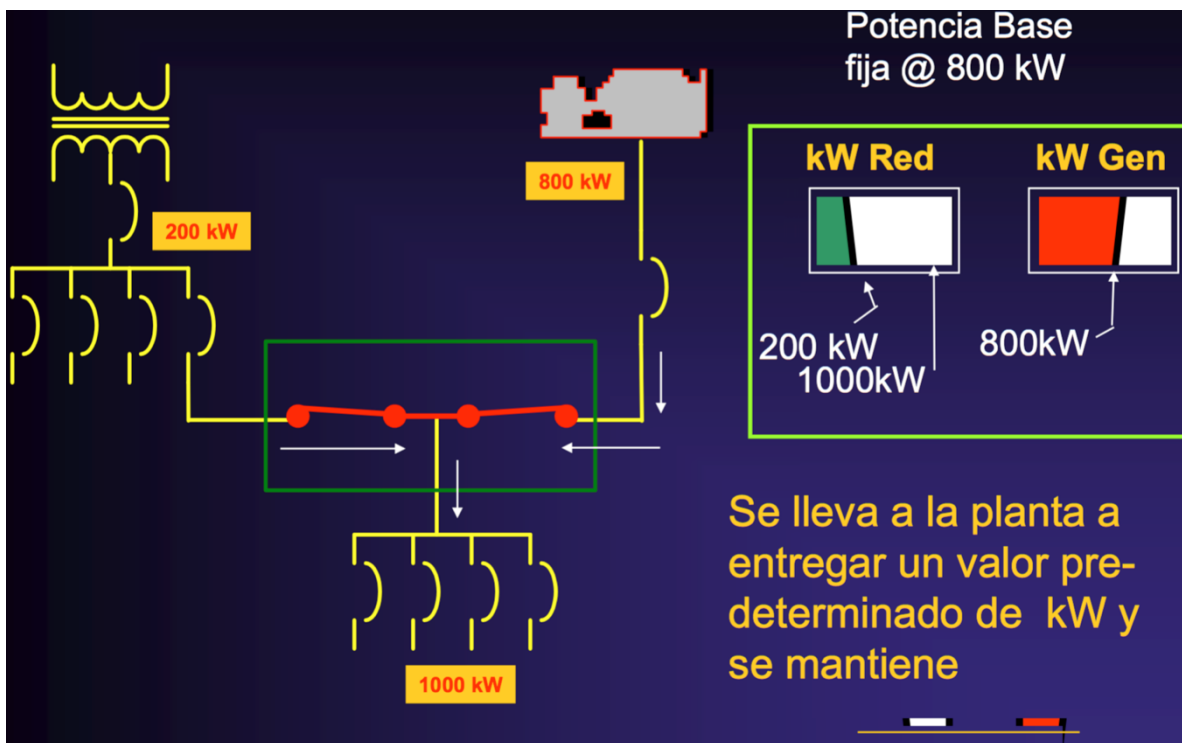 Potencia Base
fija @ 800 kW
kW Red
kW Gen
800 kW
200 kW
200 kW
1000kW
800kW
Se lleva a la planta a
entregar un valor pre-
determinado de kW y
se mantiene
1000 kW